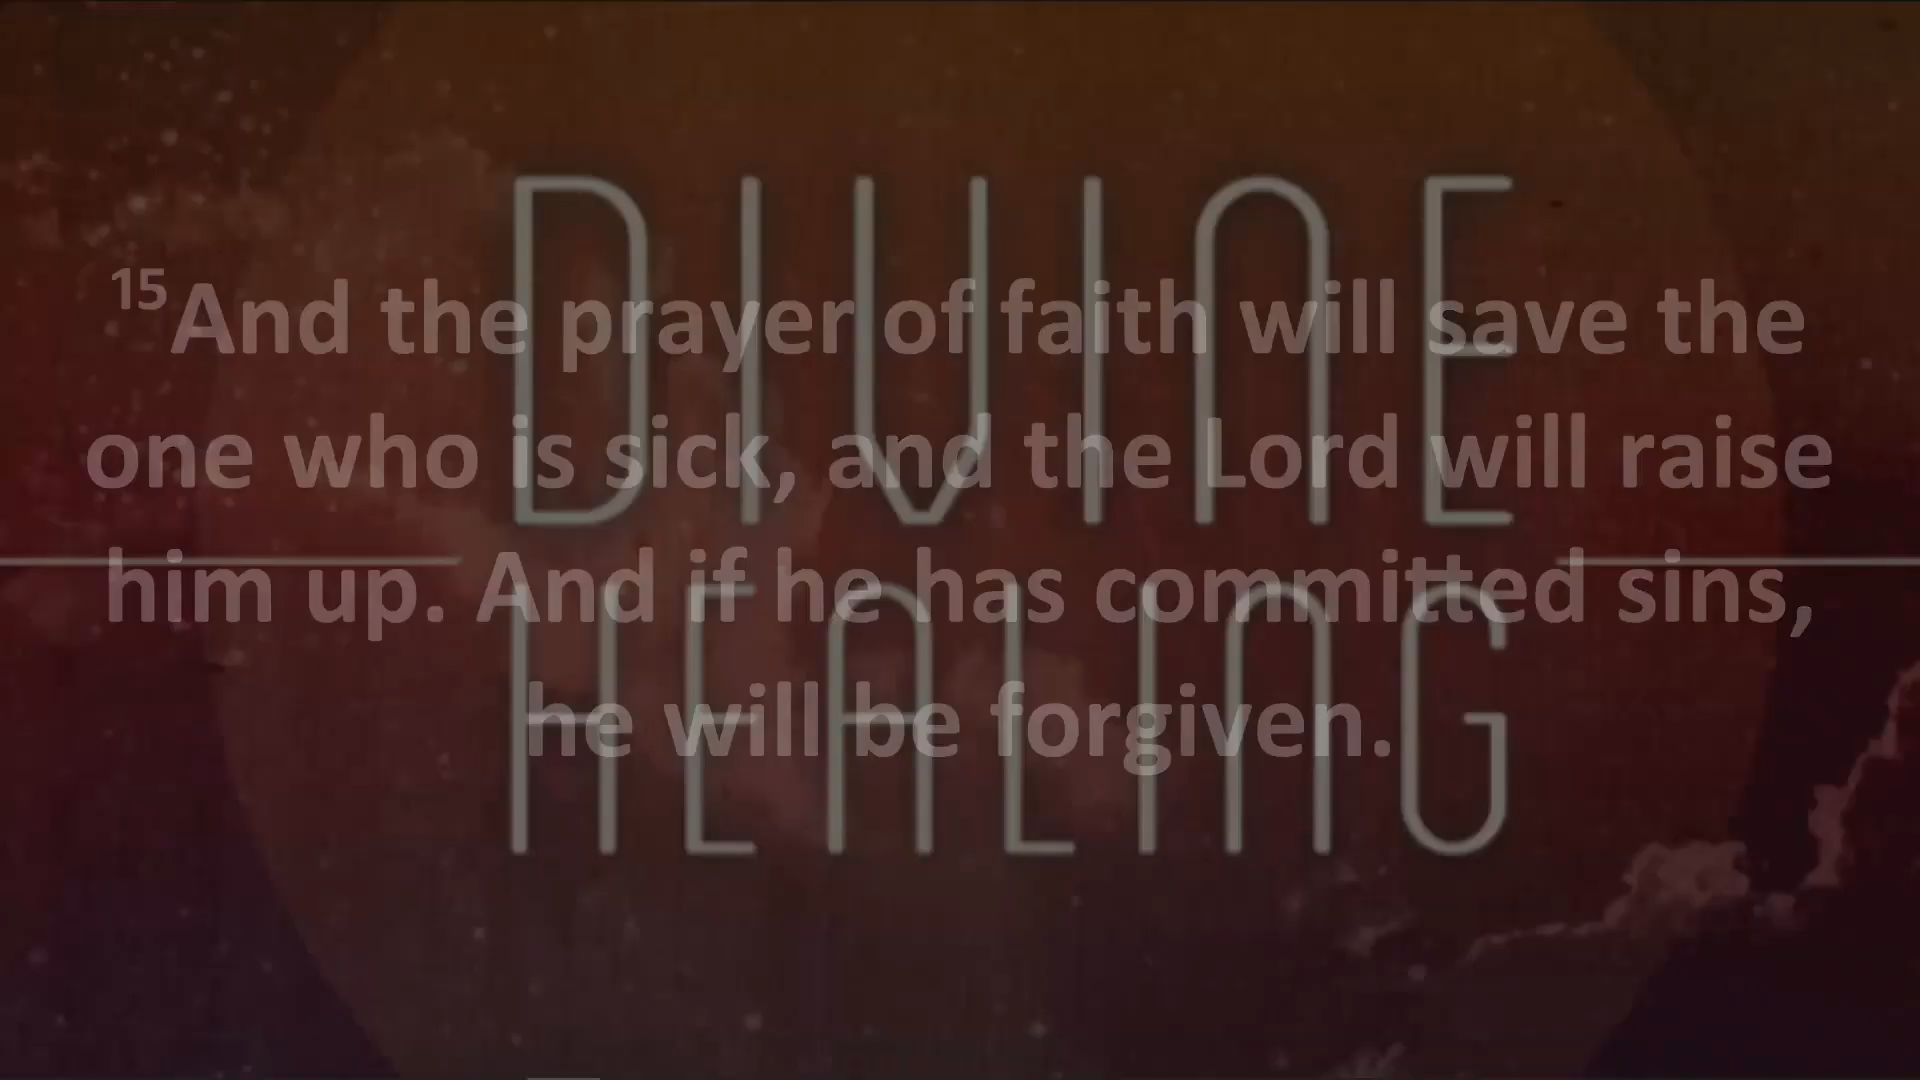 DIVINE
HEALING
15And the prayer of faith will save the
one who is sick, and the Lord will raise
him up. And if he has committed sins,
he will be forgiven.